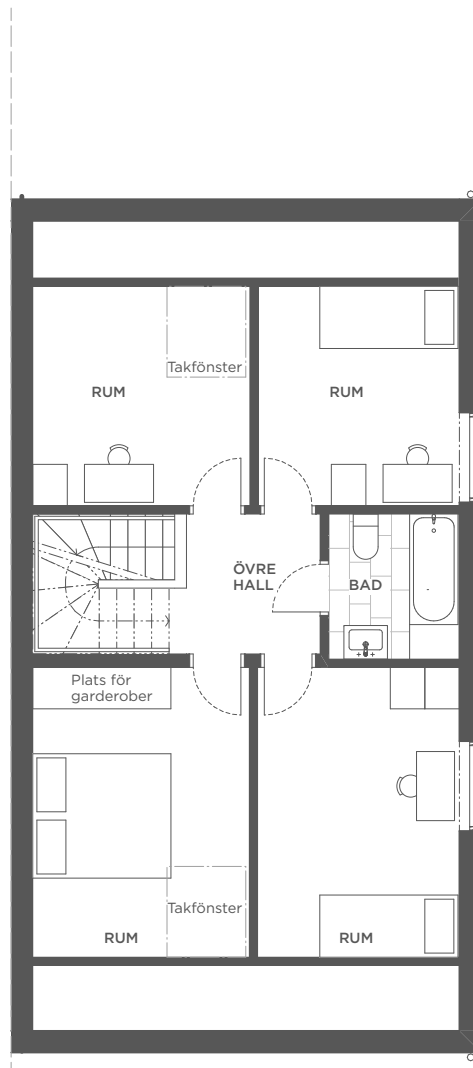 Takfönster
RUM
RUM
ÖVRE
HALL
BAD
Plats för
garderober
Takfönster
RUM
RUM